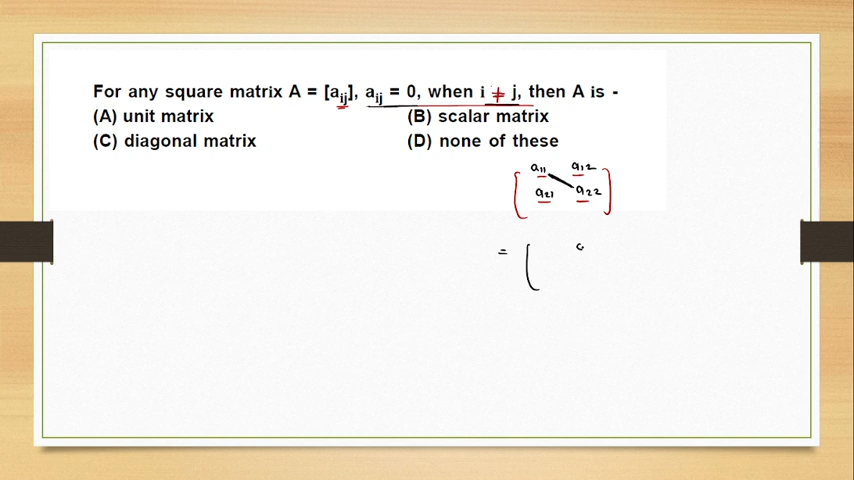 For any square matrix A = [aij], aij = 0, when i ≠ j, then A is -
(A) unit matrix (B) scalar matrix
(C) diagonal matrix (D) none of these
[ a11 a12
a21 a22 ]
= [